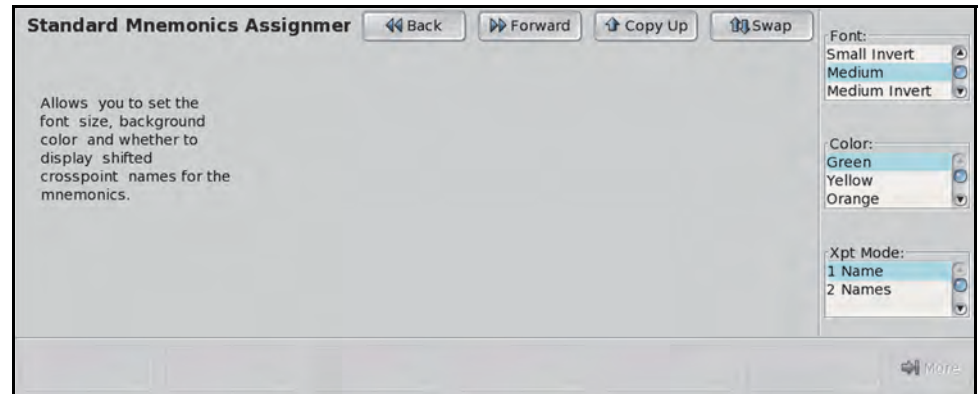 Standard Mnemonics Assignmer
Back
Forward
Copy Up
Swap
Allows you to set the
font size, background
color and whether to
display shifted
crosspoint names for the
mnemonics.
Font:
Small Invert
Medium
Medium Invert
Color:
Green
Yellow
Orange
Xpt Mode:
1 Name
2 Names
More